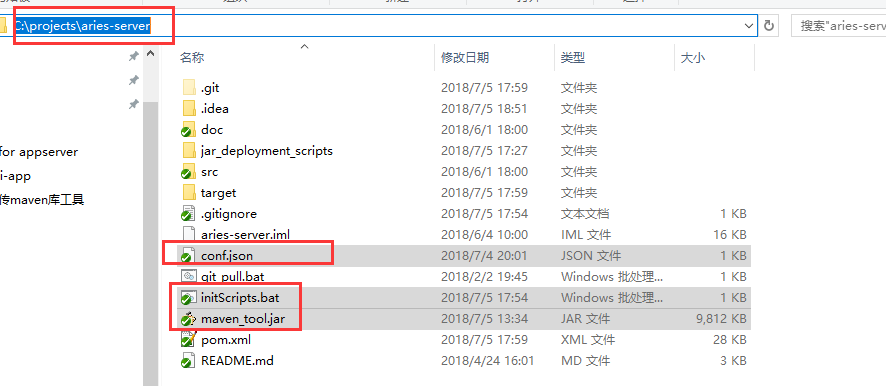 C:\projects\aries-server
搜索"aries-serv
名称 修改日期 类型 大小
.git 2018/7/5 17:59 文件夹
.idea 2018/7/5 18:51 文件夹
doc 2018/6/1 18:00 文件夹
for appserver jar_deployment_scripts 2018/7/5 17:27 文件夹
i-app src 2018/6/1 18:00 文件夹
传maven库工具 target 2018/7/5 17:59 文件夹
.gitignore 2018/7/5 17:54 文本文档 1 KB
aries-server.iml 2018/6/4 10:00 IML 文件 16 KB
conf.json 2018/7/4 20:01 JSON 文件 1 KB
git_pull.bat 2018/2/2 19:45 Windows 批处理... 1 KB
initScripts.bat 2018/7/5 17:54 Windows 批处理... 1 KB
maven_tool.jar 2018/7/5 13:34 JAR 文件 9,812 KB
pom.xml 2018/7/5 17:59 XML 文件 28 KB
README.md 2018/4/24 16:01 MD 文件 3 KB